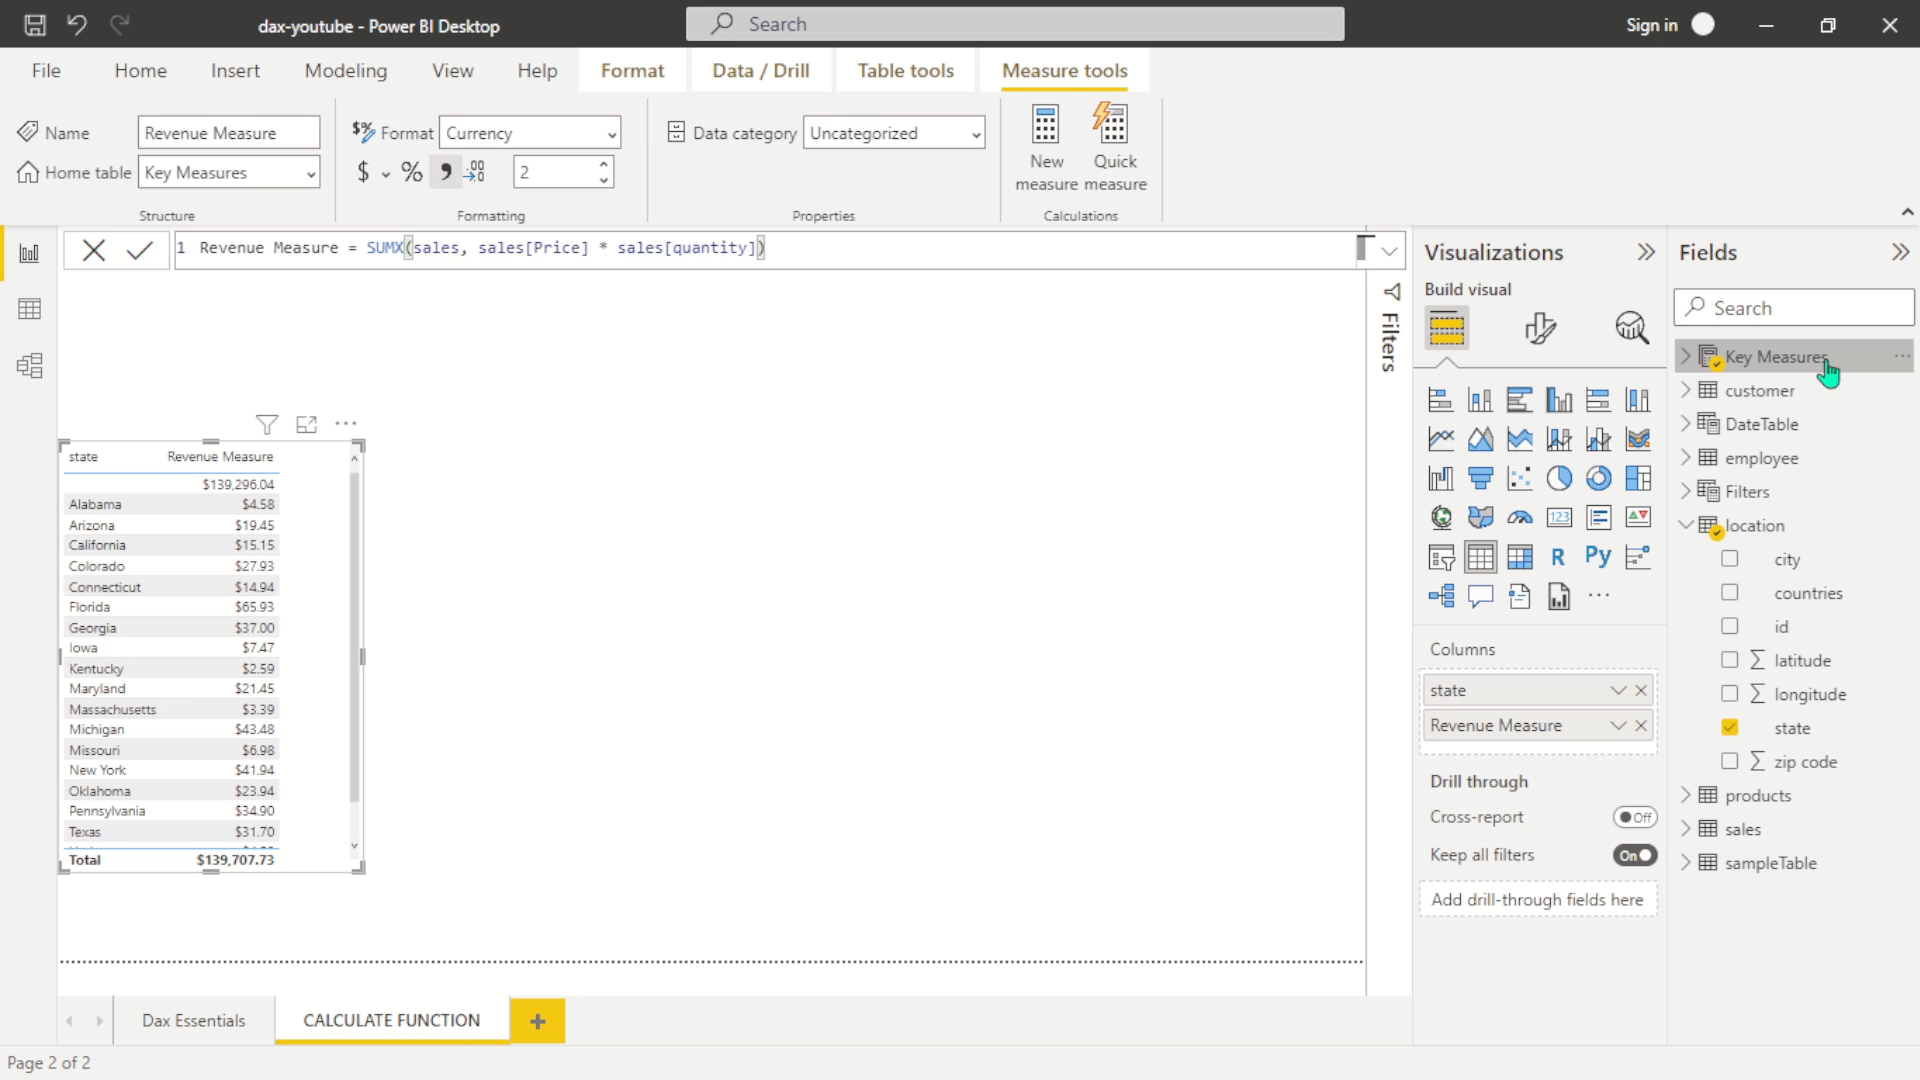 dax-youtube - Power BI Desktop
Search
Sign in
File Home Insert Modeling View Help Format Data / Drill Table tools Measure tools
Name Revenue Measure
Home table Key Measures
Structure
$% Format Currency
$ % 9 .00 2
Formatting
Data category Uncategorized
Properties
New measure
Quick measure
Calculations
1 Revenue Measure = SUMX(sales, sales[Price] * sales[quantity])
state Revenue Measure
$139,296.04
Alabama $4.58
Arizona $19.45
California $15.15
Colorado $27.93
Connecticut $14.94
Florida $65.93
Georgia $37.00
Iowa $7.47
Kentucky $2.59
Maryland $21.45
Massachusetts $3.39
Michigan $43.48
Missouri $6.98
New York $41.94
Oklahoma $23.94
Pennsylvania $34.90
Texas $31.70
Total $139,707.73
Filters
Visualizations
Build visual
123
R Py
Columns
state
Revenue Measure
Drill through
Cross-report Off
Keep all filters On
Add drill-through fields here
Fields
Search
Key Measures
customer
DateTable
employee
Filters
location
city
countries
id
∑ latitude
∑ longitude
state
∑ zip code
products
sales
sampleTable
Dax Essentials CALCULATE FUNCTION +
Page 2 of 2